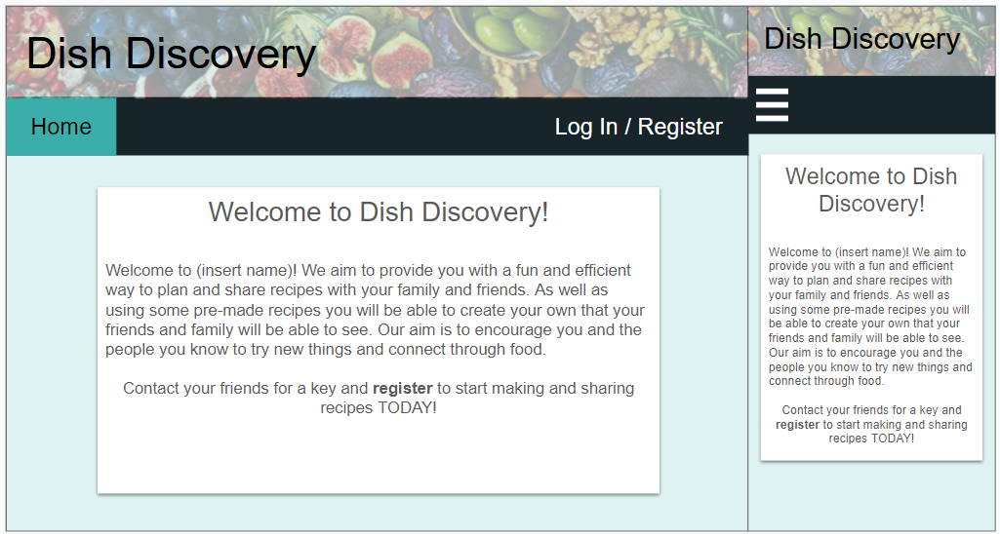 Dish Discovery
Home
Log In / Register
Welcome to Dish Discovery!
Welcome to (insert name)! We aim to provide you with a fun and efficient
way to plan and share recipes with your family and friends. As well as
using some pre-made recipes you will be able to create your own that your
friends and family will be able to see. Our aim is to encourage you and the
people you know to try new things and connect through food.
Contact your friends for a key and register to start making and sharing
recipes TODAY!
Dish Discovery
Welcome to Dish
Discovery!
Welcome to (insert name)! We aim to
provide you with a fun and efficient
way to plan and share recipes with
your family and friends. As well as
using some pre-made recipes you will
be able to create your own that your
friends and family will be able to see.
Our aim is to encourage you and the
people you know to try new things and
connect through food.
Contact your friends for a key and
register to start making and sharing
recipes TODAY!